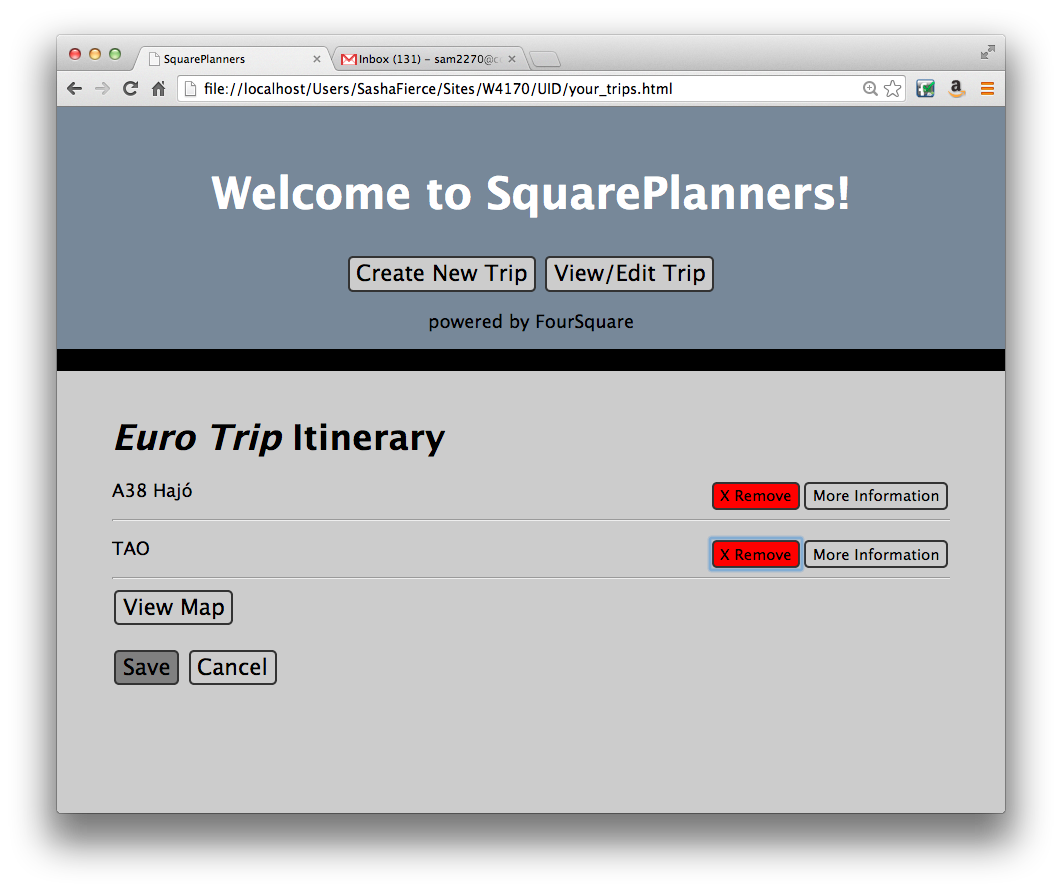 SquarePlanners
Inbox (131) – sam2270@c
file://localhost/Users/SashaFierce/Sites/W4170/UID/your_trips.html
Welcome to SquarePlanners!
Create New Trip View/Edit Trip
powered by FourSquare
Euro Trip Itinerary
A38 Hajó X Remove More Information
TAO X Remove More Information
View Map
Save Cancel